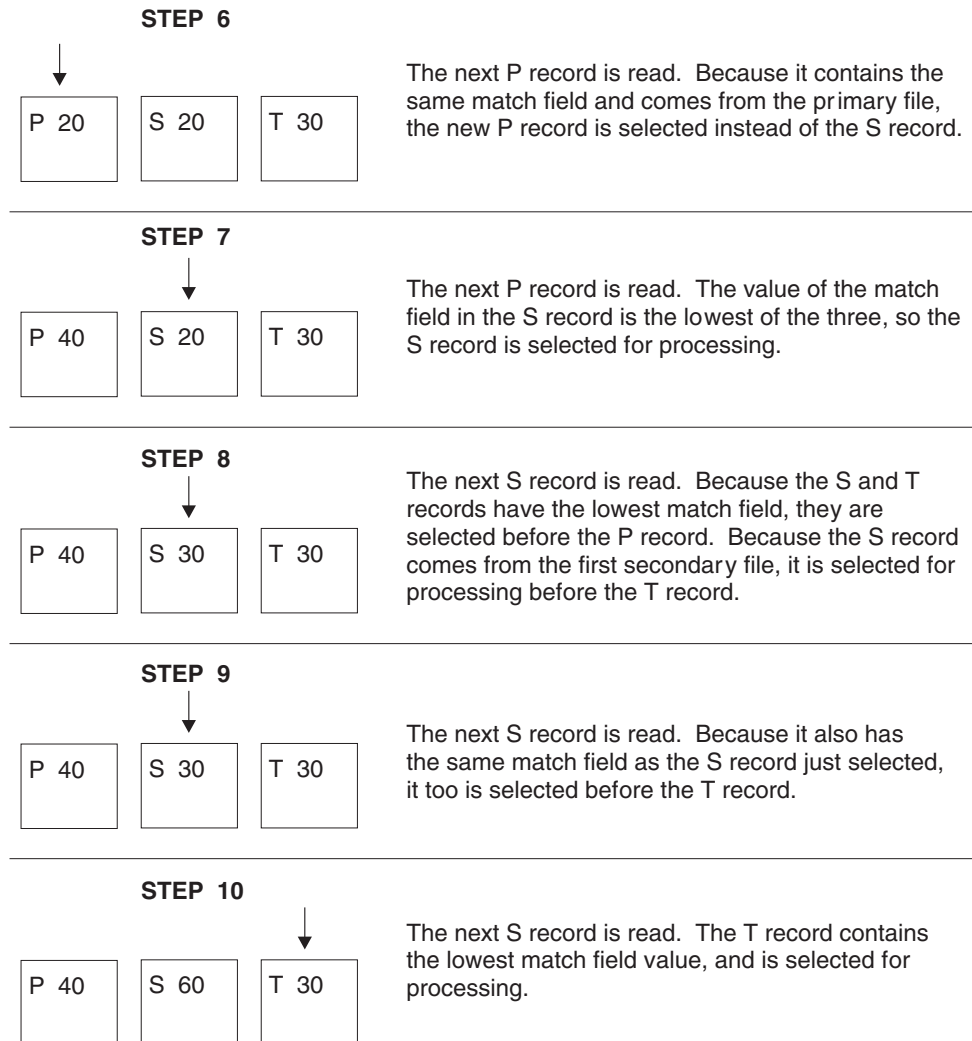 STEP 6
P 20
S 20
T 30
The next P record is read. Because it contains the
same match field and comes from the primary file,
the new P record is selected instead of the S record.
STEP 7
P 40
S 20
T 30
The next P record is read. The value of the match
field in the S record is the lowest of the three, so the
S record is selected for processing.
STEP 8
P 40
S 30
T 30
The next S record is read. Because the S and T
records have the lowest match field, they are
selected before the P record. Because the S record
comes from the first secondary file, it is selected for
processing before the T record.
STEP 9
P 40
S 30
T 30
The next S record is read. Because it also has
the same match field as the S record just selected,
it too is selected before the T record.
STEP 10
P 40
S 60
T 30
The next S record is read. The T record contains
the lowest match field value, and is selected for
processing.